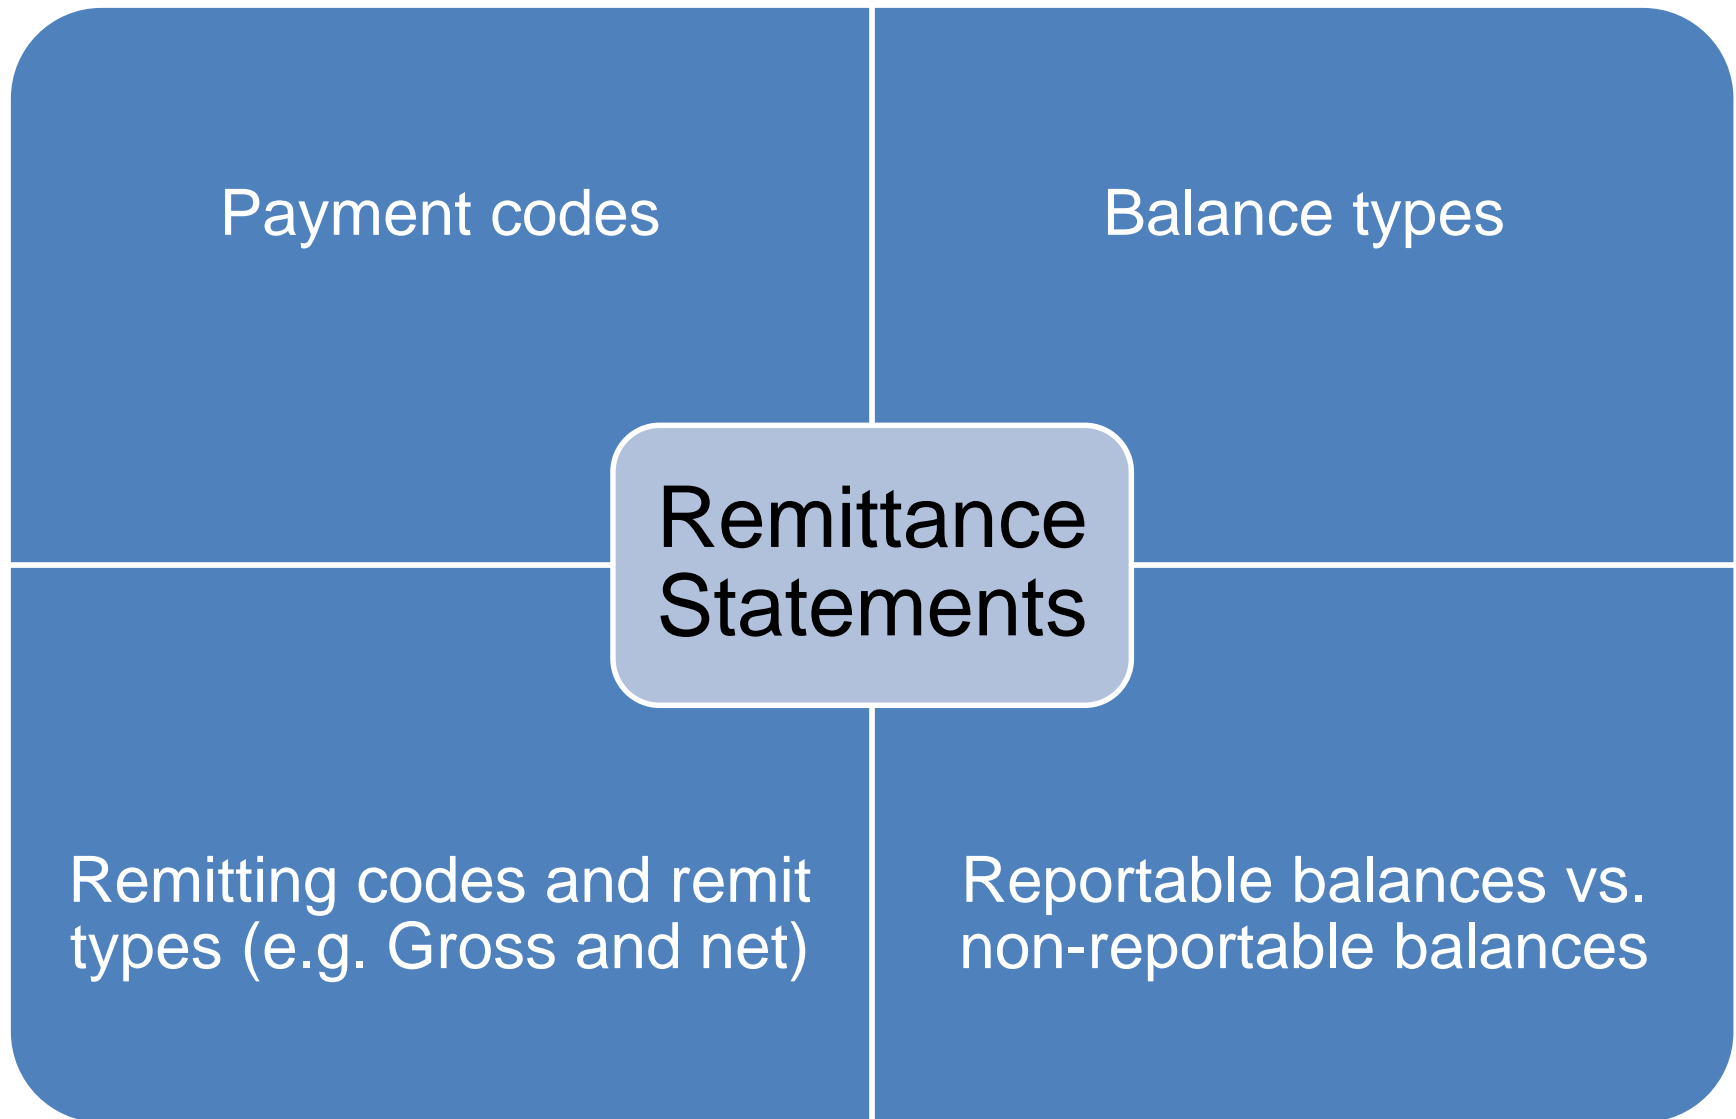 Payment codes
Balance types
Remittance
Statements
Remitting codes and remit
types (e.g. Gross and net)
Reportable balances vs.
non-reportable balances